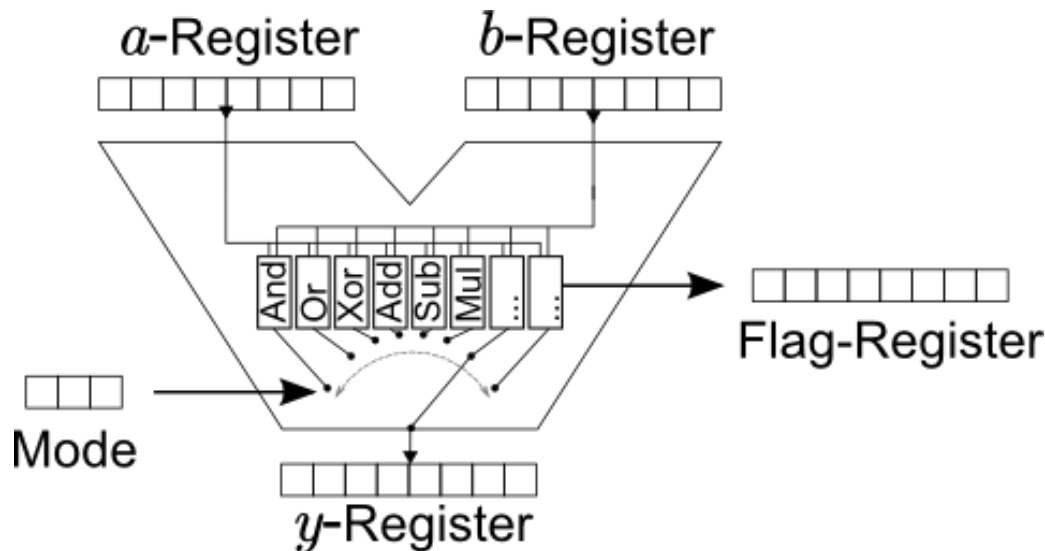 a-Register
b-Register
And
Or
Xor
Add
Sub
Mul
...
...
Flag-Register
Mode
y-Register